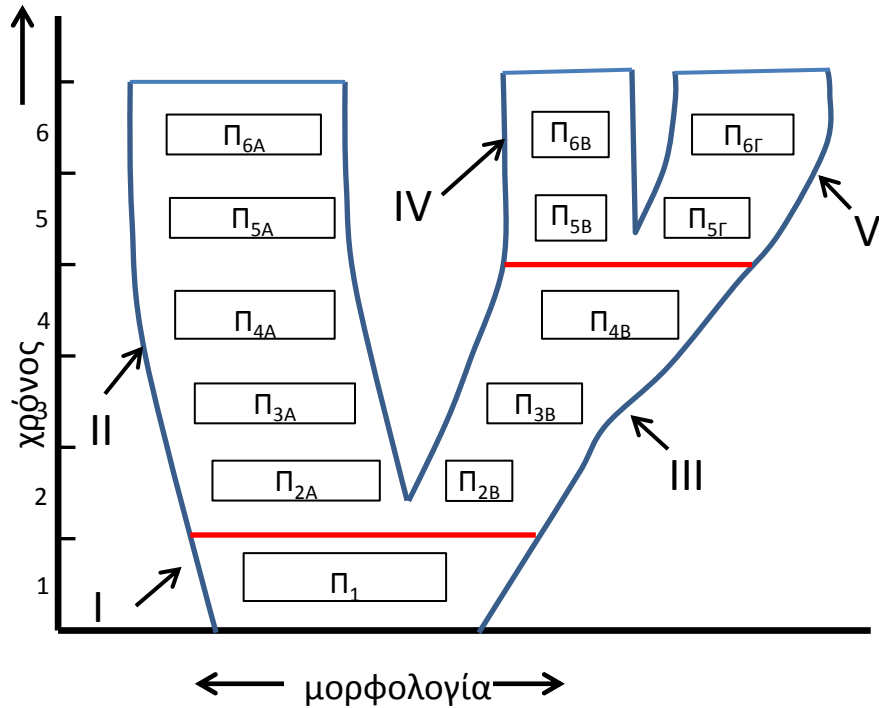 6
Π6Α
Π6Β
Π6Γ
IV
5
Π5Α
Π5Β
Π5Γ
V
4
Π4Α
Π4Β
χρόνος
II
3
Π3Α
Π3Β
III
2
Π2Α
Π2Β
1
Π1
I
μορφολογία